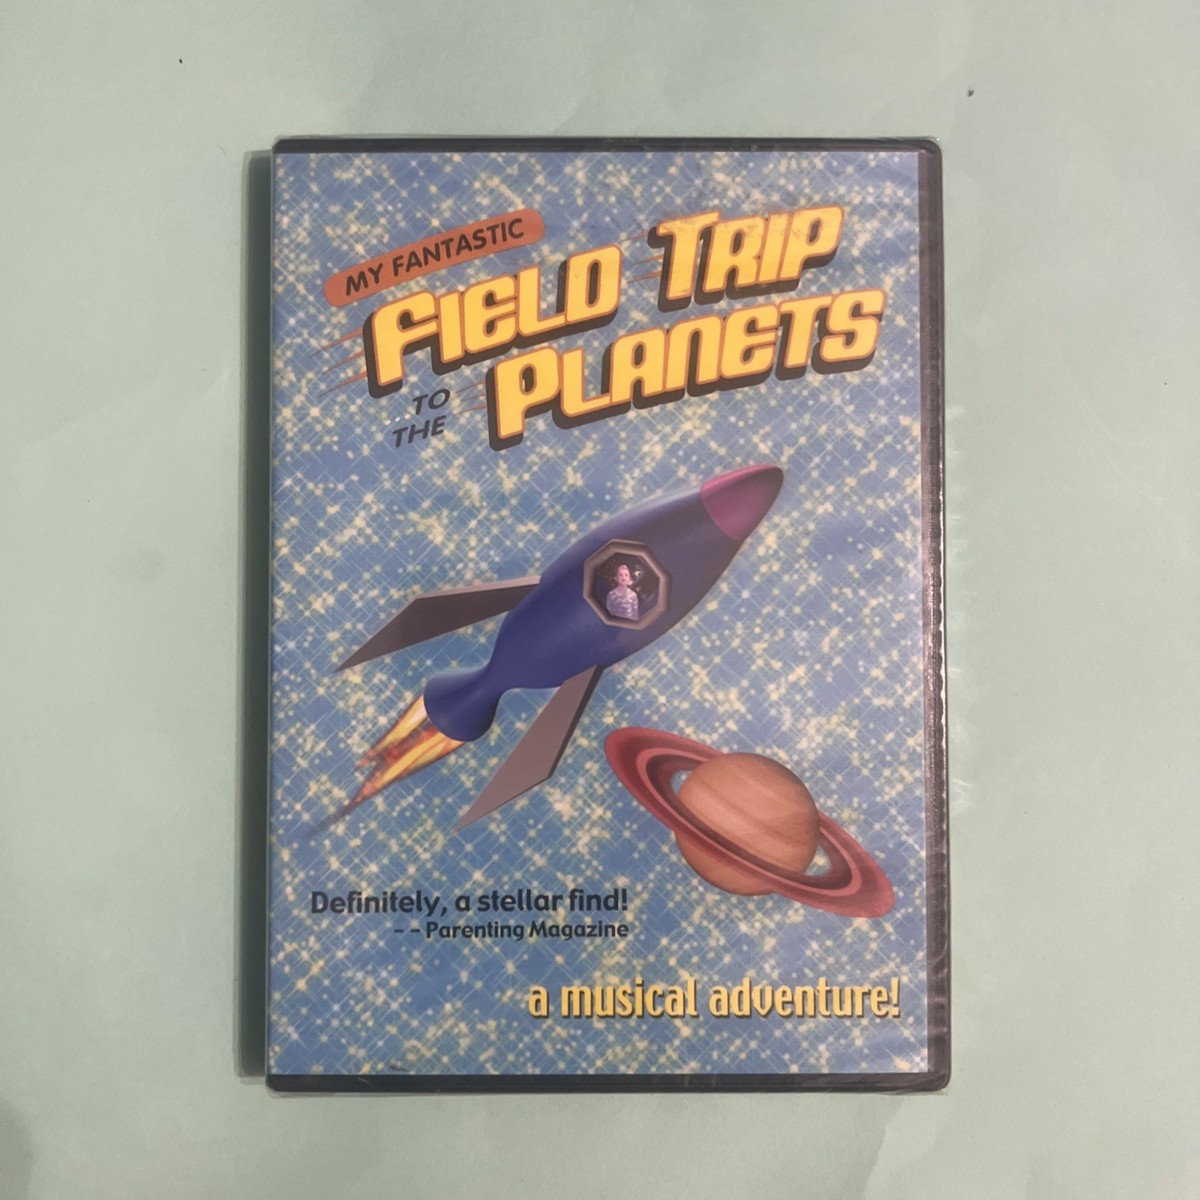 MY FANTASTIC
FIELD TRIP
TO THE
PLANETS
Definitely, a stellar find!
-- Parenting Magazine
a musical adventure!